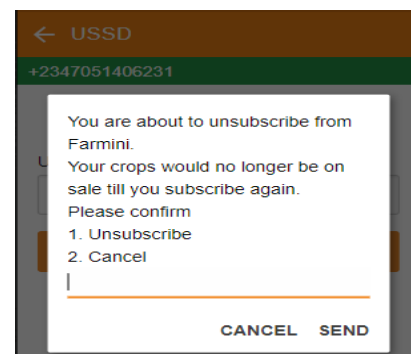 ← USSD
+2347051406231
You are about to unsubscribe from
Farmini.
Your crops would no longer be on
sale till you subscribe again.
Please confirm
1. Unsubscribe
2. Cancel
CANCEL SEND